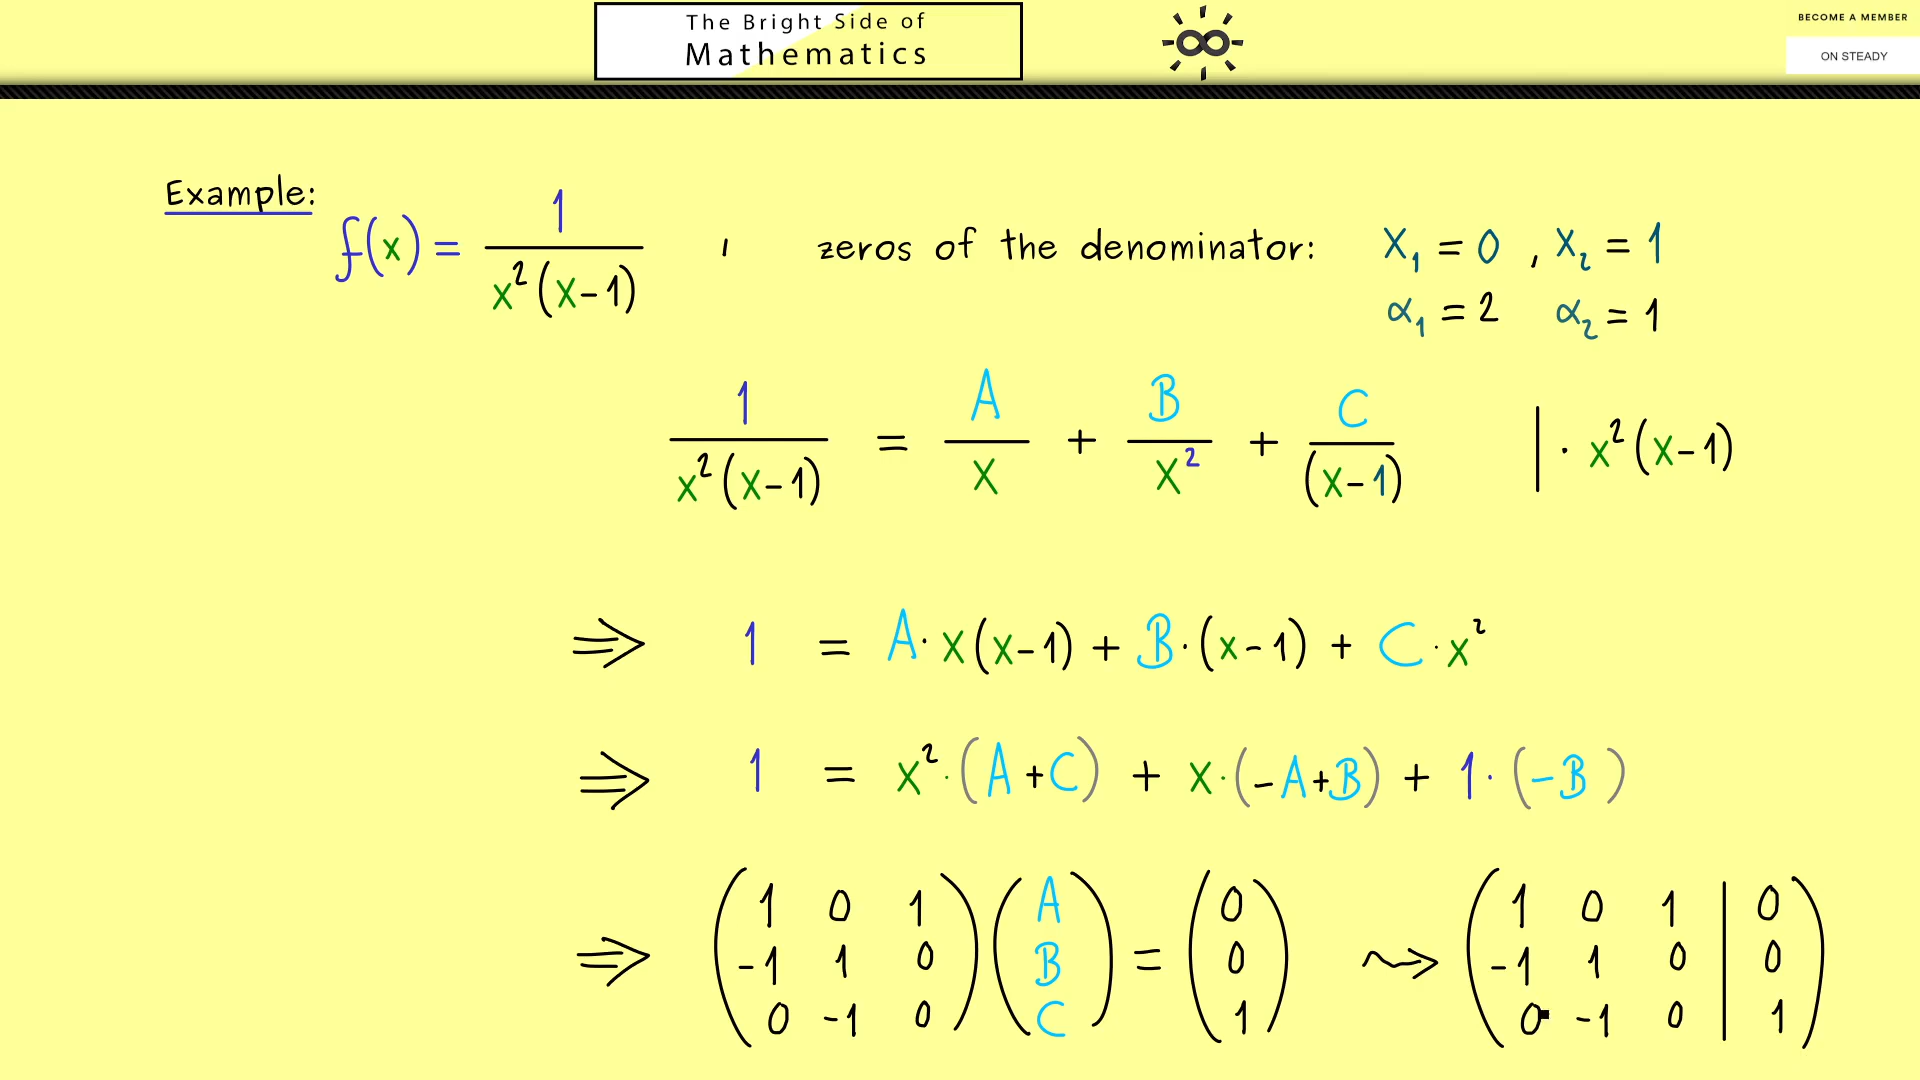 The Bright Side of
Mathematics
BECOME A MEMBER
ON STEADY
Example:
f(x) = 1 / x²(x-1) , zeros of the denominator: x₁ = 0 , x₂ = 1
α₁ = 2 α₂ = 1
1 / x²(x-1) = A / x + B / x² + C / (x-1) | · x²(x-1)
⇒ 1 = A · x(x-1) + B · (x-1) + C · x²
⇒ 1 = x² · (A+C) + x · (-A+B) + 1 · (-B)
⇒ ( 1 0 1 ) ( A ) = ( 0 ) ⇝ ( 1 0 1 | 0 )
( -1 1 0 ) ( B ) ( 0 ) ( -1 1 0 | 0 )
( 0 -1 0 ) ( C ) ( 1 ) ( 0 -1 0 | 1 )